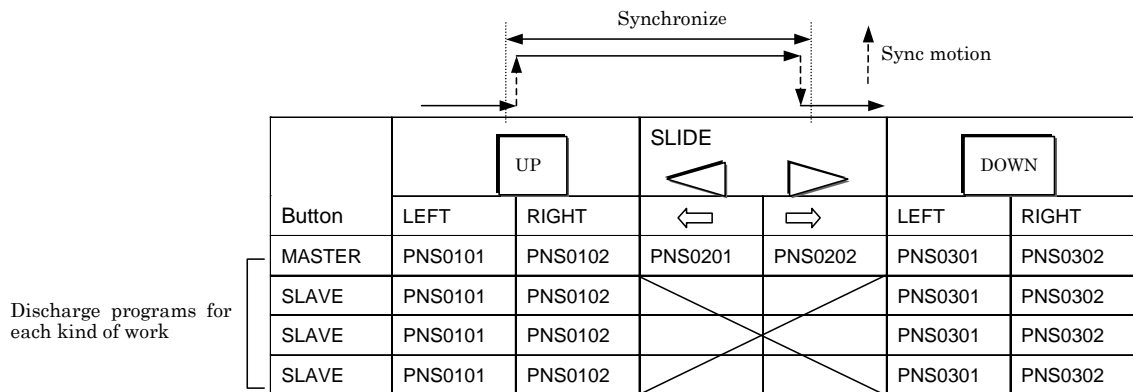 Synchronize
Sync motion
UP
SLIDE
DOWN
Button LEFT RIGHT LEFT RIGHT
MASTER PNS0101 PNS0102 PNS0201 PNS0202 PNS0301 PNS0302
SLAVE PNS0101 PNS0102 PNS0301 PNS0302
SLAVE PNS0101 PNS0102 PNS0301 PNS0302
SLAVE PNS0101 PNS0102 PNS0301 PNS0302
Discharge programs for
each kind of work